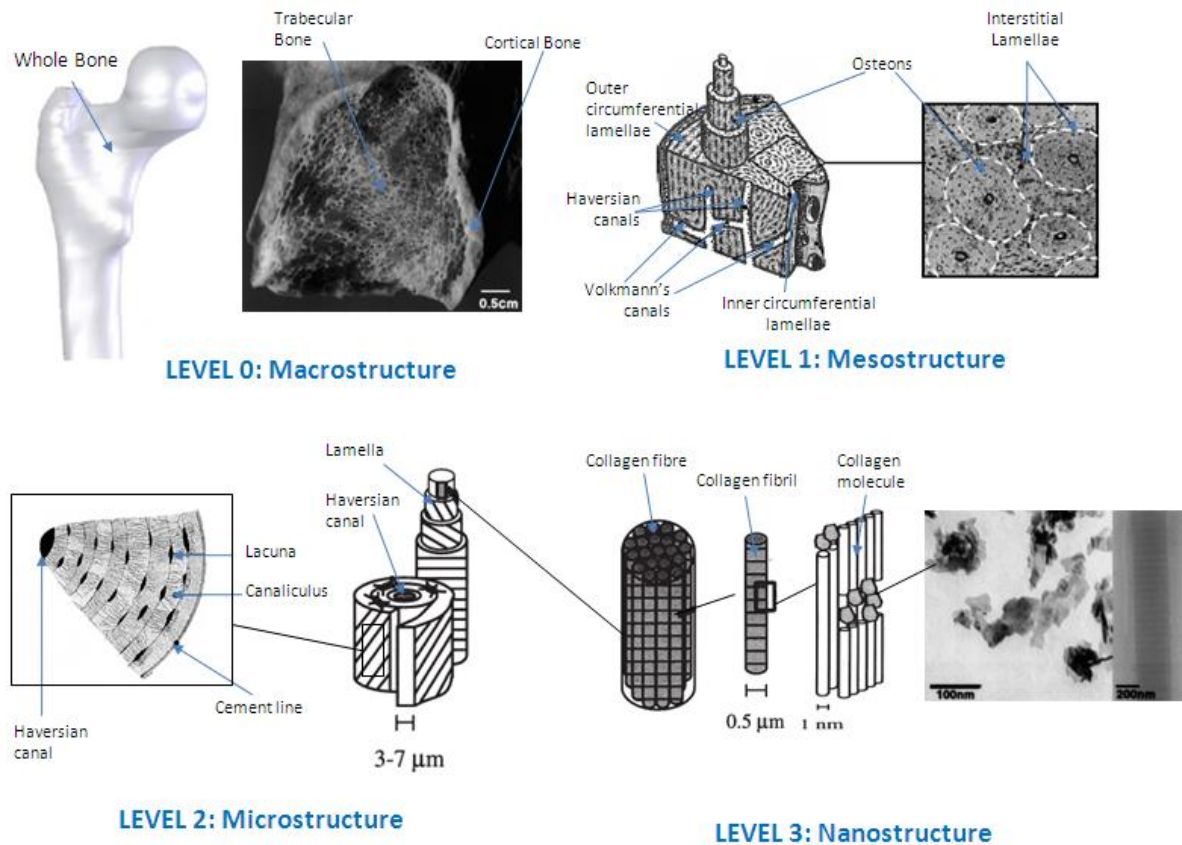 Trabecular
Bone
Cortical Bone
Whole Bone
0.5cm
LEVEL 0: Macrostructure
Interstitial
Lamellae
Osteons
Outer
circumferential
lamellae
Haversian
canals
Volkmann's
canals
Inner circumferential
lamellae
LEVEL 1: Mesostructure
Lamella
Haversian
canal
Lacuna
Canaliculus
Cement line
Haversian
canal
3-7 µm
LEVEL 2: Microstructure
Collagen fibre
Collagen fibril
Collagen
molecule
0.5 µm
1 nm
100nm
200nm
LEVEL 3: Nanostructure